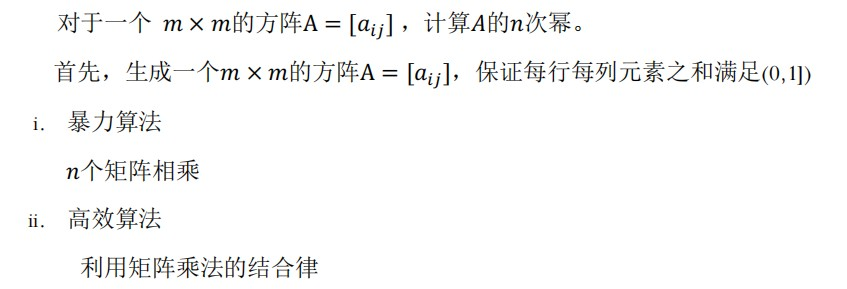 对于一个 m × m的方阵A = [aij] ，计算A的n次幂。
首先，生成一个m × m的方阵A = [aij]，保证每行每列元素之和满足(0,1])
i. 暴力算法
n个矩阵相乘
ii. 高效算法
利用矩阵乘法的结合律